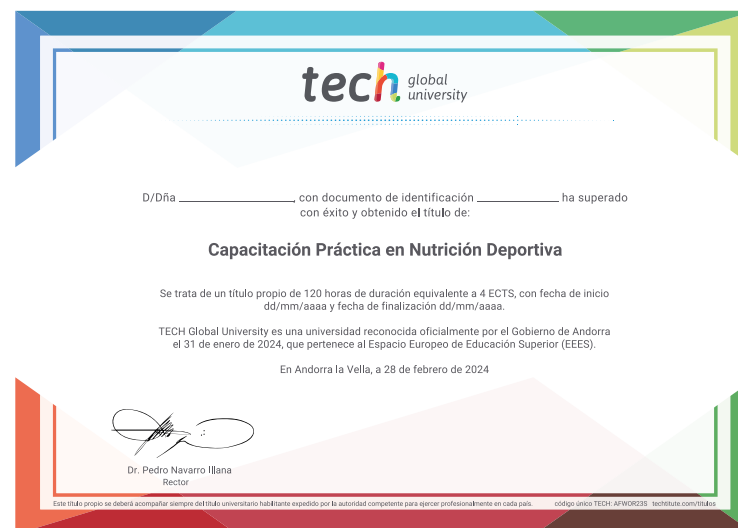 tech global university
D/Dña ______________, con documento de identificación ______________ ha superado
con éxito y obtenido el título de:
Capacitación Práctica en Nutrición Deportiva
Se trata de un título propio de 120 horas de duración equivalente a 4 ECTS, con fecha de inicio
dd/mm/aaaa y fecha de finalización dd/mm/aaaa.
TECH Global University es una universidad reconocida oficialmente por el Gobierno de Andorra
el 31 de enero de 2024, que pertenece al Espacio Europeo de Educación Superior (EEES).
En Andorra la Vella, a 28 de febrero de 2024
Dr. Pedro Navarro Illana
Rector
Este título propio se deberá acompañar siempre del título universitario habilitante expedido por la autoridad competente para ejercer profesionalmente en cada país. código único TECH: AFWOR23S techtitute.com/titulos